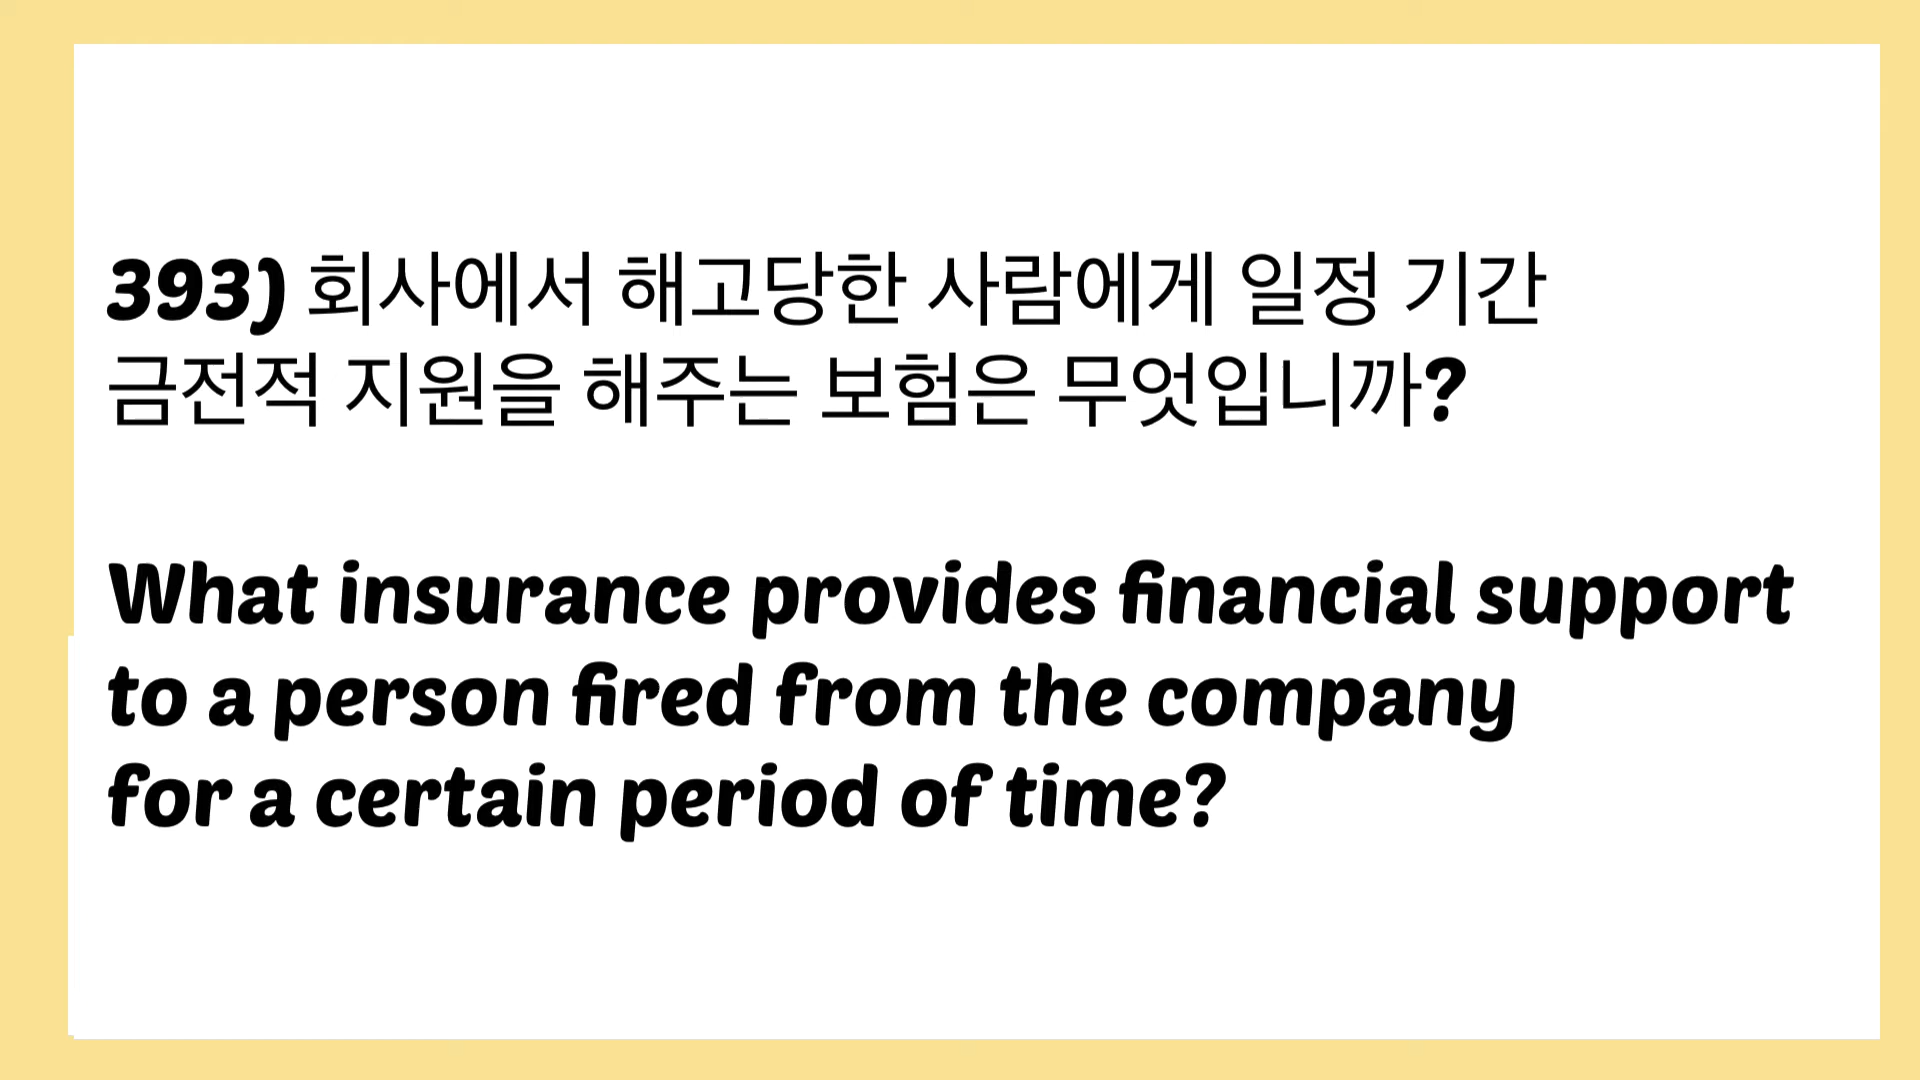 393) 회사에서 해고당한 사람에게 일정 기간
금전적 지원을 해주는 보험은 무엇입니까?
What insurance provides financial support
to a person fired from the company
for a certain period of time?